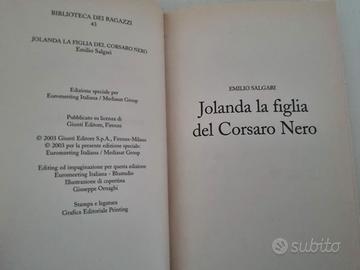 BIBLIOTECA DEI RAGAZZI
43
JOLANDA LA FIGLIA DEL CORSARO NERO
Emilio Salgari
Edizione speciale per
Euromeeting Italiana / Mediasat Group
Pubblicato su licenza di
Giunti Editore, Firenze
© 2003 Giunti Editore S.p.A., Firenze-Milano
© 2003 per la presente edizione speciale:
Euromeeting Italiana / Mediasat Group
Editing ed impaginazione per questa edizione
Euromeeting Italiana - Blustudio
Illustrazione di copertina
Giuseppe Orsaghi
Stampa e legatura
Grafica Editoriale Printing
EMILIO SALGARI
Jolanda la figlia
del Corsaro Nero
subito